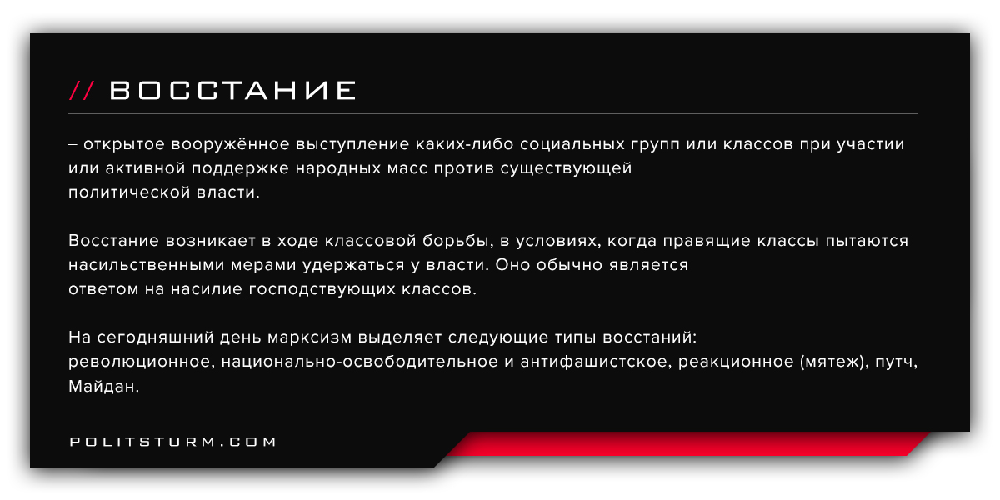 // ВОССТАНИЕ
– открытое вооружённое выступление каких-либо социальных групп или классов при участии
или активной поддержке народных масс против существующей
политической власти.
Восстание возникает в ходе классовой борьбы, в условиях, когда правящие классы пытаются
насильственными мерами удержаться у власти. Оно обычно является
ответом на насилие господствующих классов.
На сегодняшний день марксизм выделяет следующие типы восстаний:
революционное, национально-освободительное и антифашистское, реакционное (мятеж), путч,
Майдан.
POLITSTURM.COM